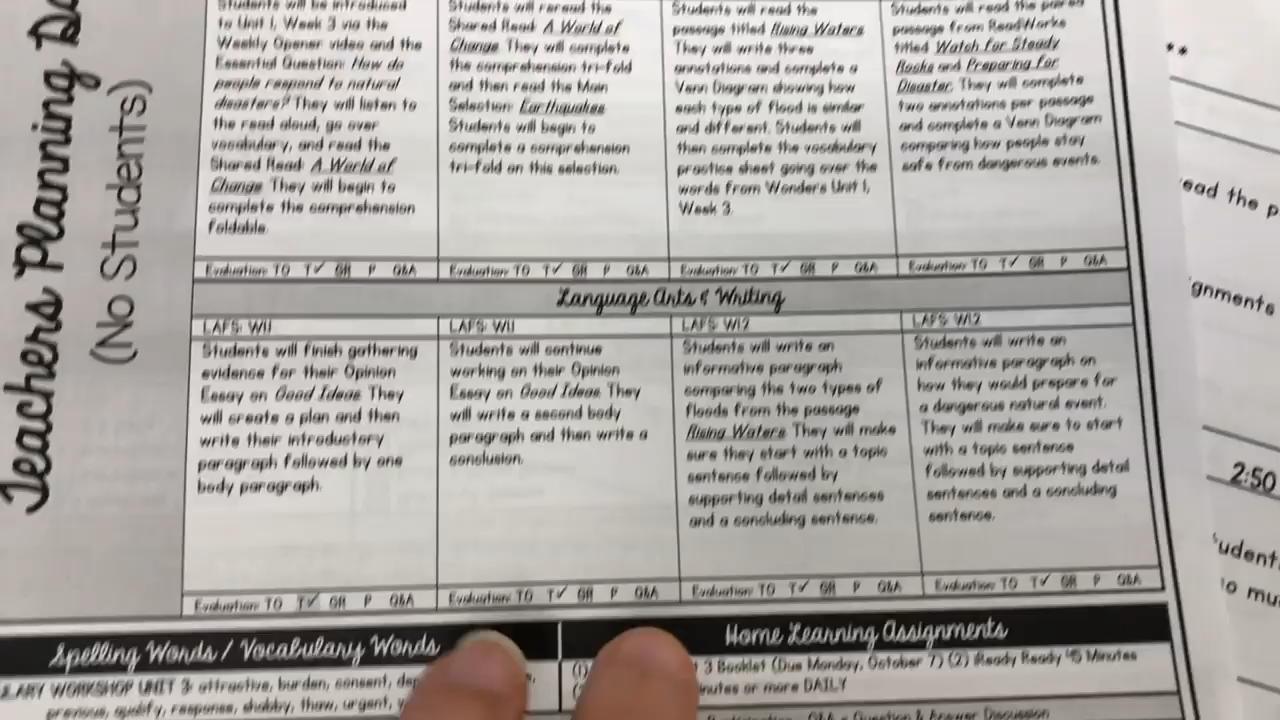 Teachers Planning Da
(No Students)
Students will be introduced
to Unit 1, Week 3 via the
Weekly Opener video and the
Essential Question: How do
people respond to natural
disasters? They will listen to
the read aloud, go over
vocabulary, and read the
Shared Read: A World of
Change. They will begin to
complete the comprehension
foldable.
Evaluation: TO T✓ GR P Q&A
Students will reread the
Shared Read: A World of
Change. They will complete
the comprehension tri-fold
and then read the Main
Selection: Earthquakes
Students will begin to
complete a comprehension
tri-fold on this selection.
Evaluation: TO T✓ GR P Q&A
Students will read the
passage titled Rising Waters
They will write three
annotations and complete a
Venn Diagram showing how
each type of flood is similar
and different. Students will
then complete the vocabulary
practice sheet going over the
words from Wonders Unit 1,
Week 3.
Evaluation: TO T✓ GR P Q&A
Students will read the paired
passage from ReadWorks
titled Watch for Steady
Rocks and Preparing for
Disaster. They will complete
two annotations per passage
and complete a Venn Diagram
comparing how people stay
safe from dangerous events.
Evaluation: TO T✓ GR P Q&A
Language Arts & Writing
LAFS: W.1.1
Students will finish gathering
evidence for their Opinion
Essay on Good Ideas. They
will create a plan and then
write their introductory
paragraph followed by one
body paragraph.
Evaluation: TO T✓ GR P Q&A
LAFS: W.1.1
Students will continue
working on their Opinion
Essay on Good Ideas. They
will write a second body
paragraph and then write a
conclusion.
Evaluation: TO T✓ GR P Q&A
LAFS: W.1.2
Students will write an
informative paragraph
comparing the two types of
floods from the passage
Rising Waters. They will make
sure they start with a topic
sentence followed by
supporting detail sentences
and a concluding sentence.
Evaluation: TO T✓ GR P Q&A
LAFS: W.1.2
Students will write an
informative paragraph on
how they would prepare for
a dangerous natural event.
They will make sure to start
with a topic sentence
followed by supporting detail
sentences and a concluding
sentence.
Evaluation: TO T✓ GR P Q&A
Spelling Words / Vocabulary Words
LARY WORKSHOP UNIT 3: attractive, burden, consent, dep
previous, qualify, response, shabby, thaw, urgent, v
Home Learning Assignments
(1) 3 Booklet (Due Monday, October 7) (2) iReady Ready 45 Minutes
nutes or more DAILY
Q&A = Question & Answer Discussion
**
ead the p
gnments
2:50
tudent
o mu